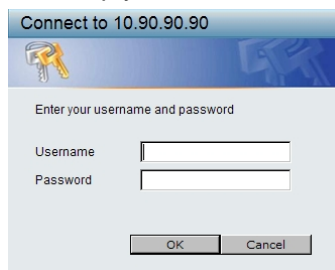 Connect to 10.90.90.90
Enter your username and password
Username
Password
OK Cancel